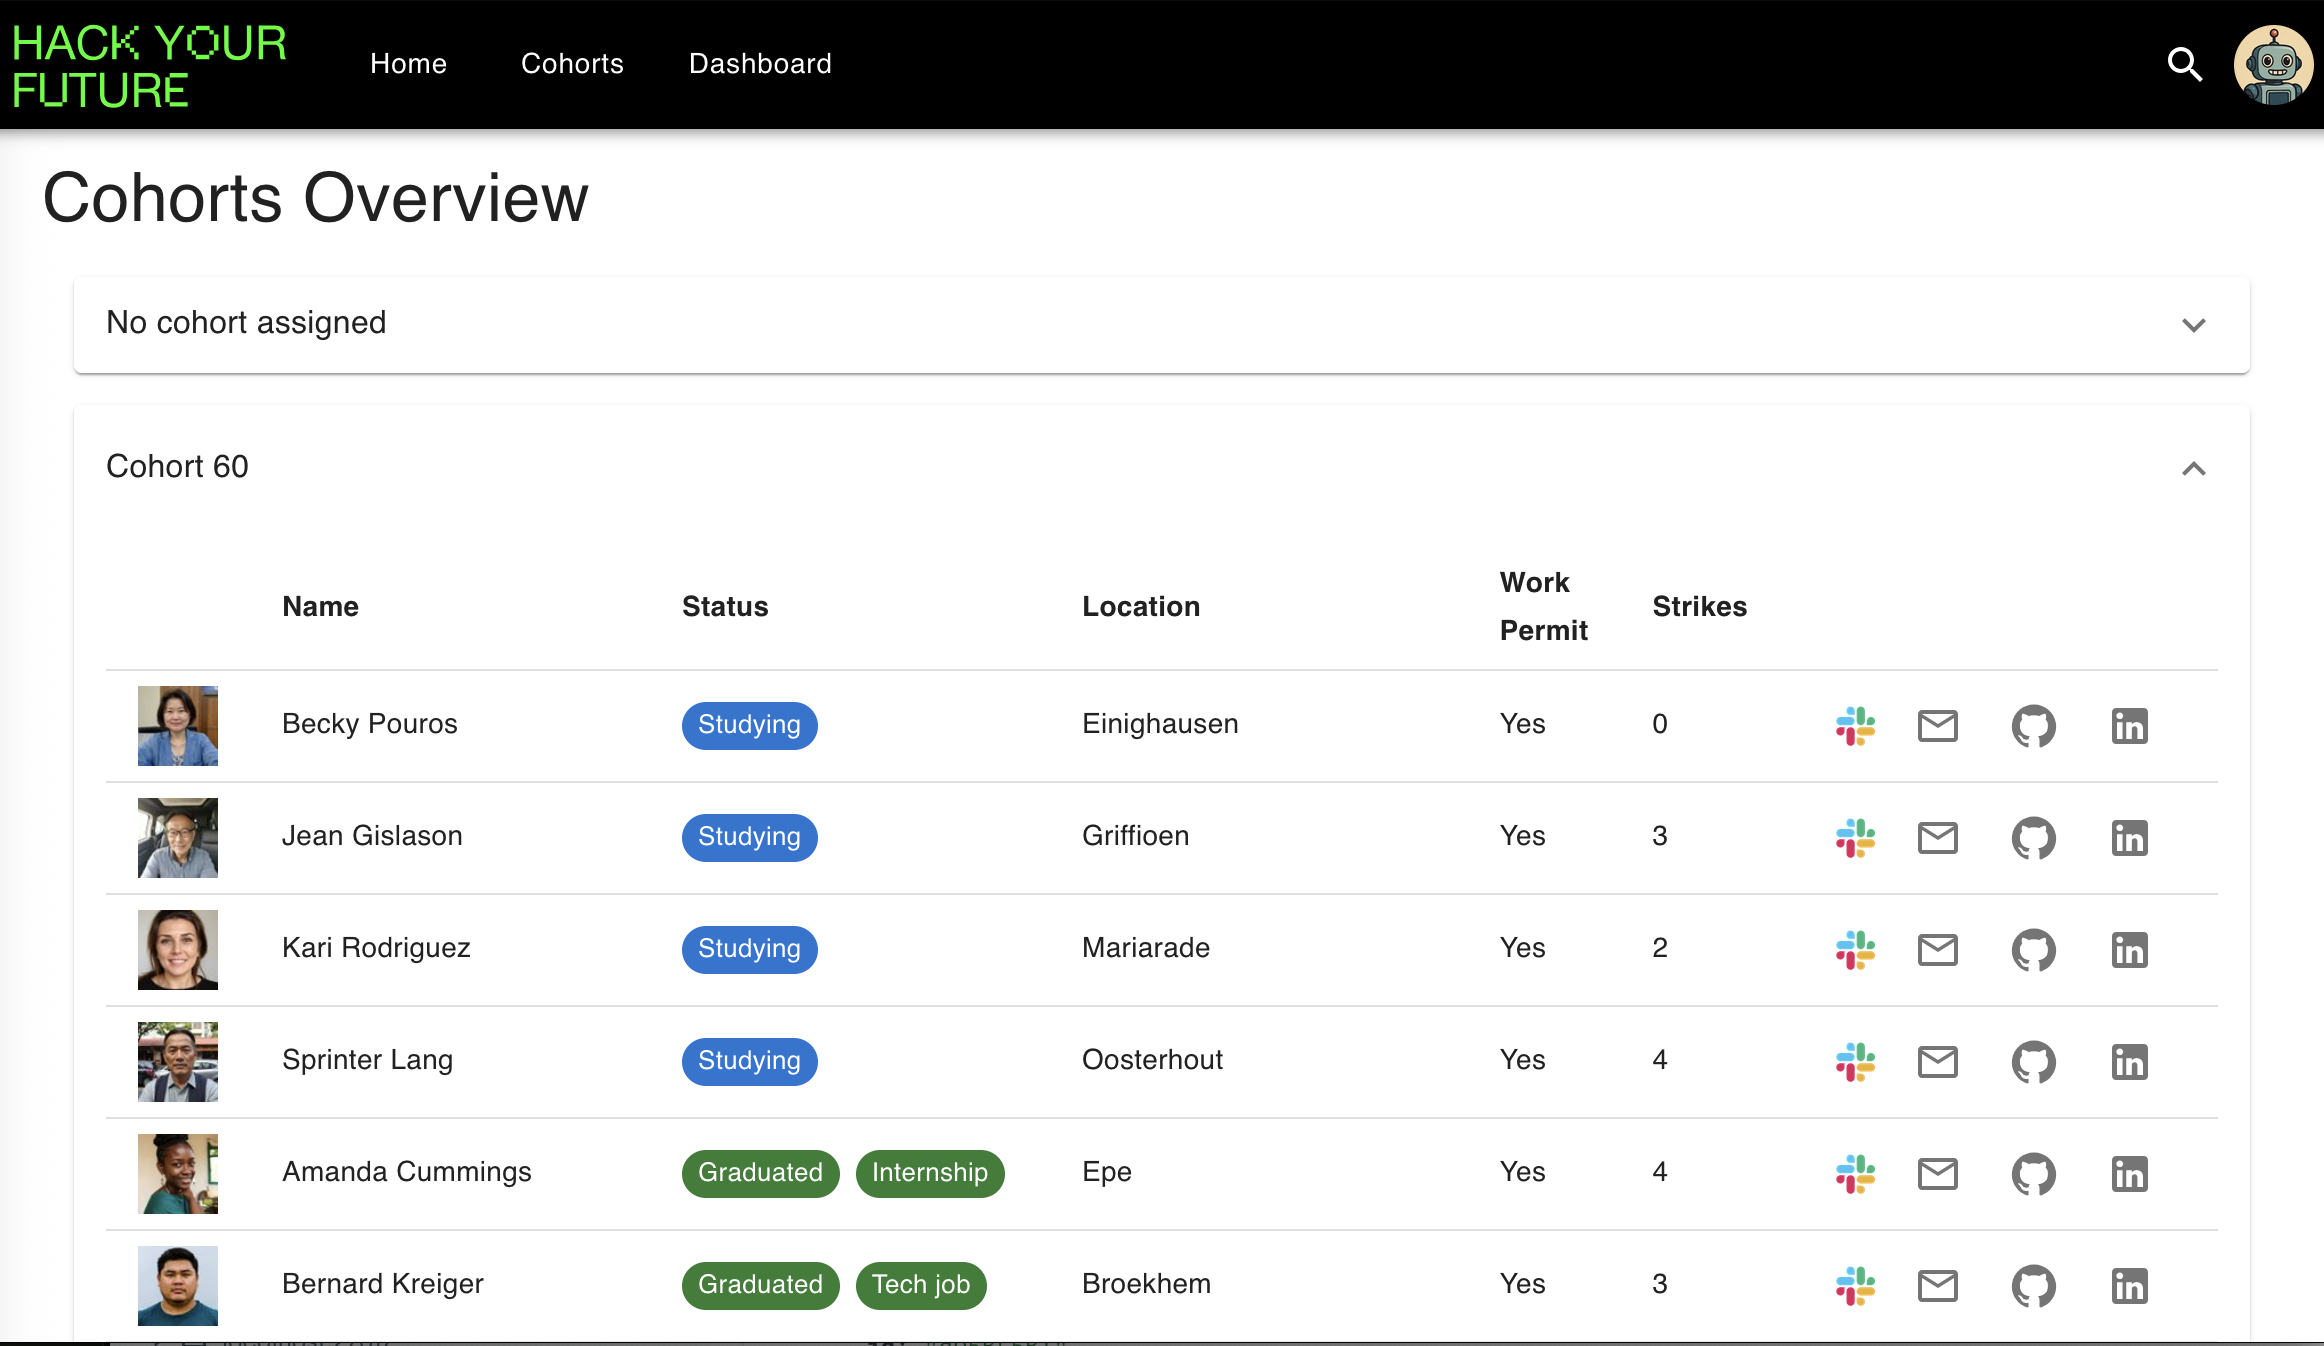 HACK YOUR
FUTURE
Home Cohorts Dashboard
Cohorts Overview
No cohort assigned
Cohort 60
Name Status Location Work Permit Strikes
Becky Pouros Studying Einighausen Yes 0
Jean Gislason Studying Griffioen Yes 3
Kari Rodriguez Studying Mariarade Yes 2
Sprinter Lang Studying Oosterhout Yes 4
Amanda Cummings Graduated Internship Epe Yes 4
Bernard Kreiger Graduated Tech job Broekhem Yes 3